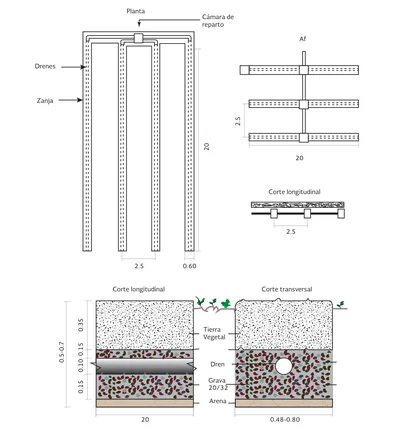 Planta
Cámara de
reparto
Drenes
Zanja
20
2.5
0.60
Af
2.5
20
Corte longitudinal
2.5
Corte longitudinal
Corte transversal
0.5-0.7
0.35
0.15
0.10
0.15
Tierra
Vegetal
Dren
Grava
20/32
Arena
20
0.48-0.80